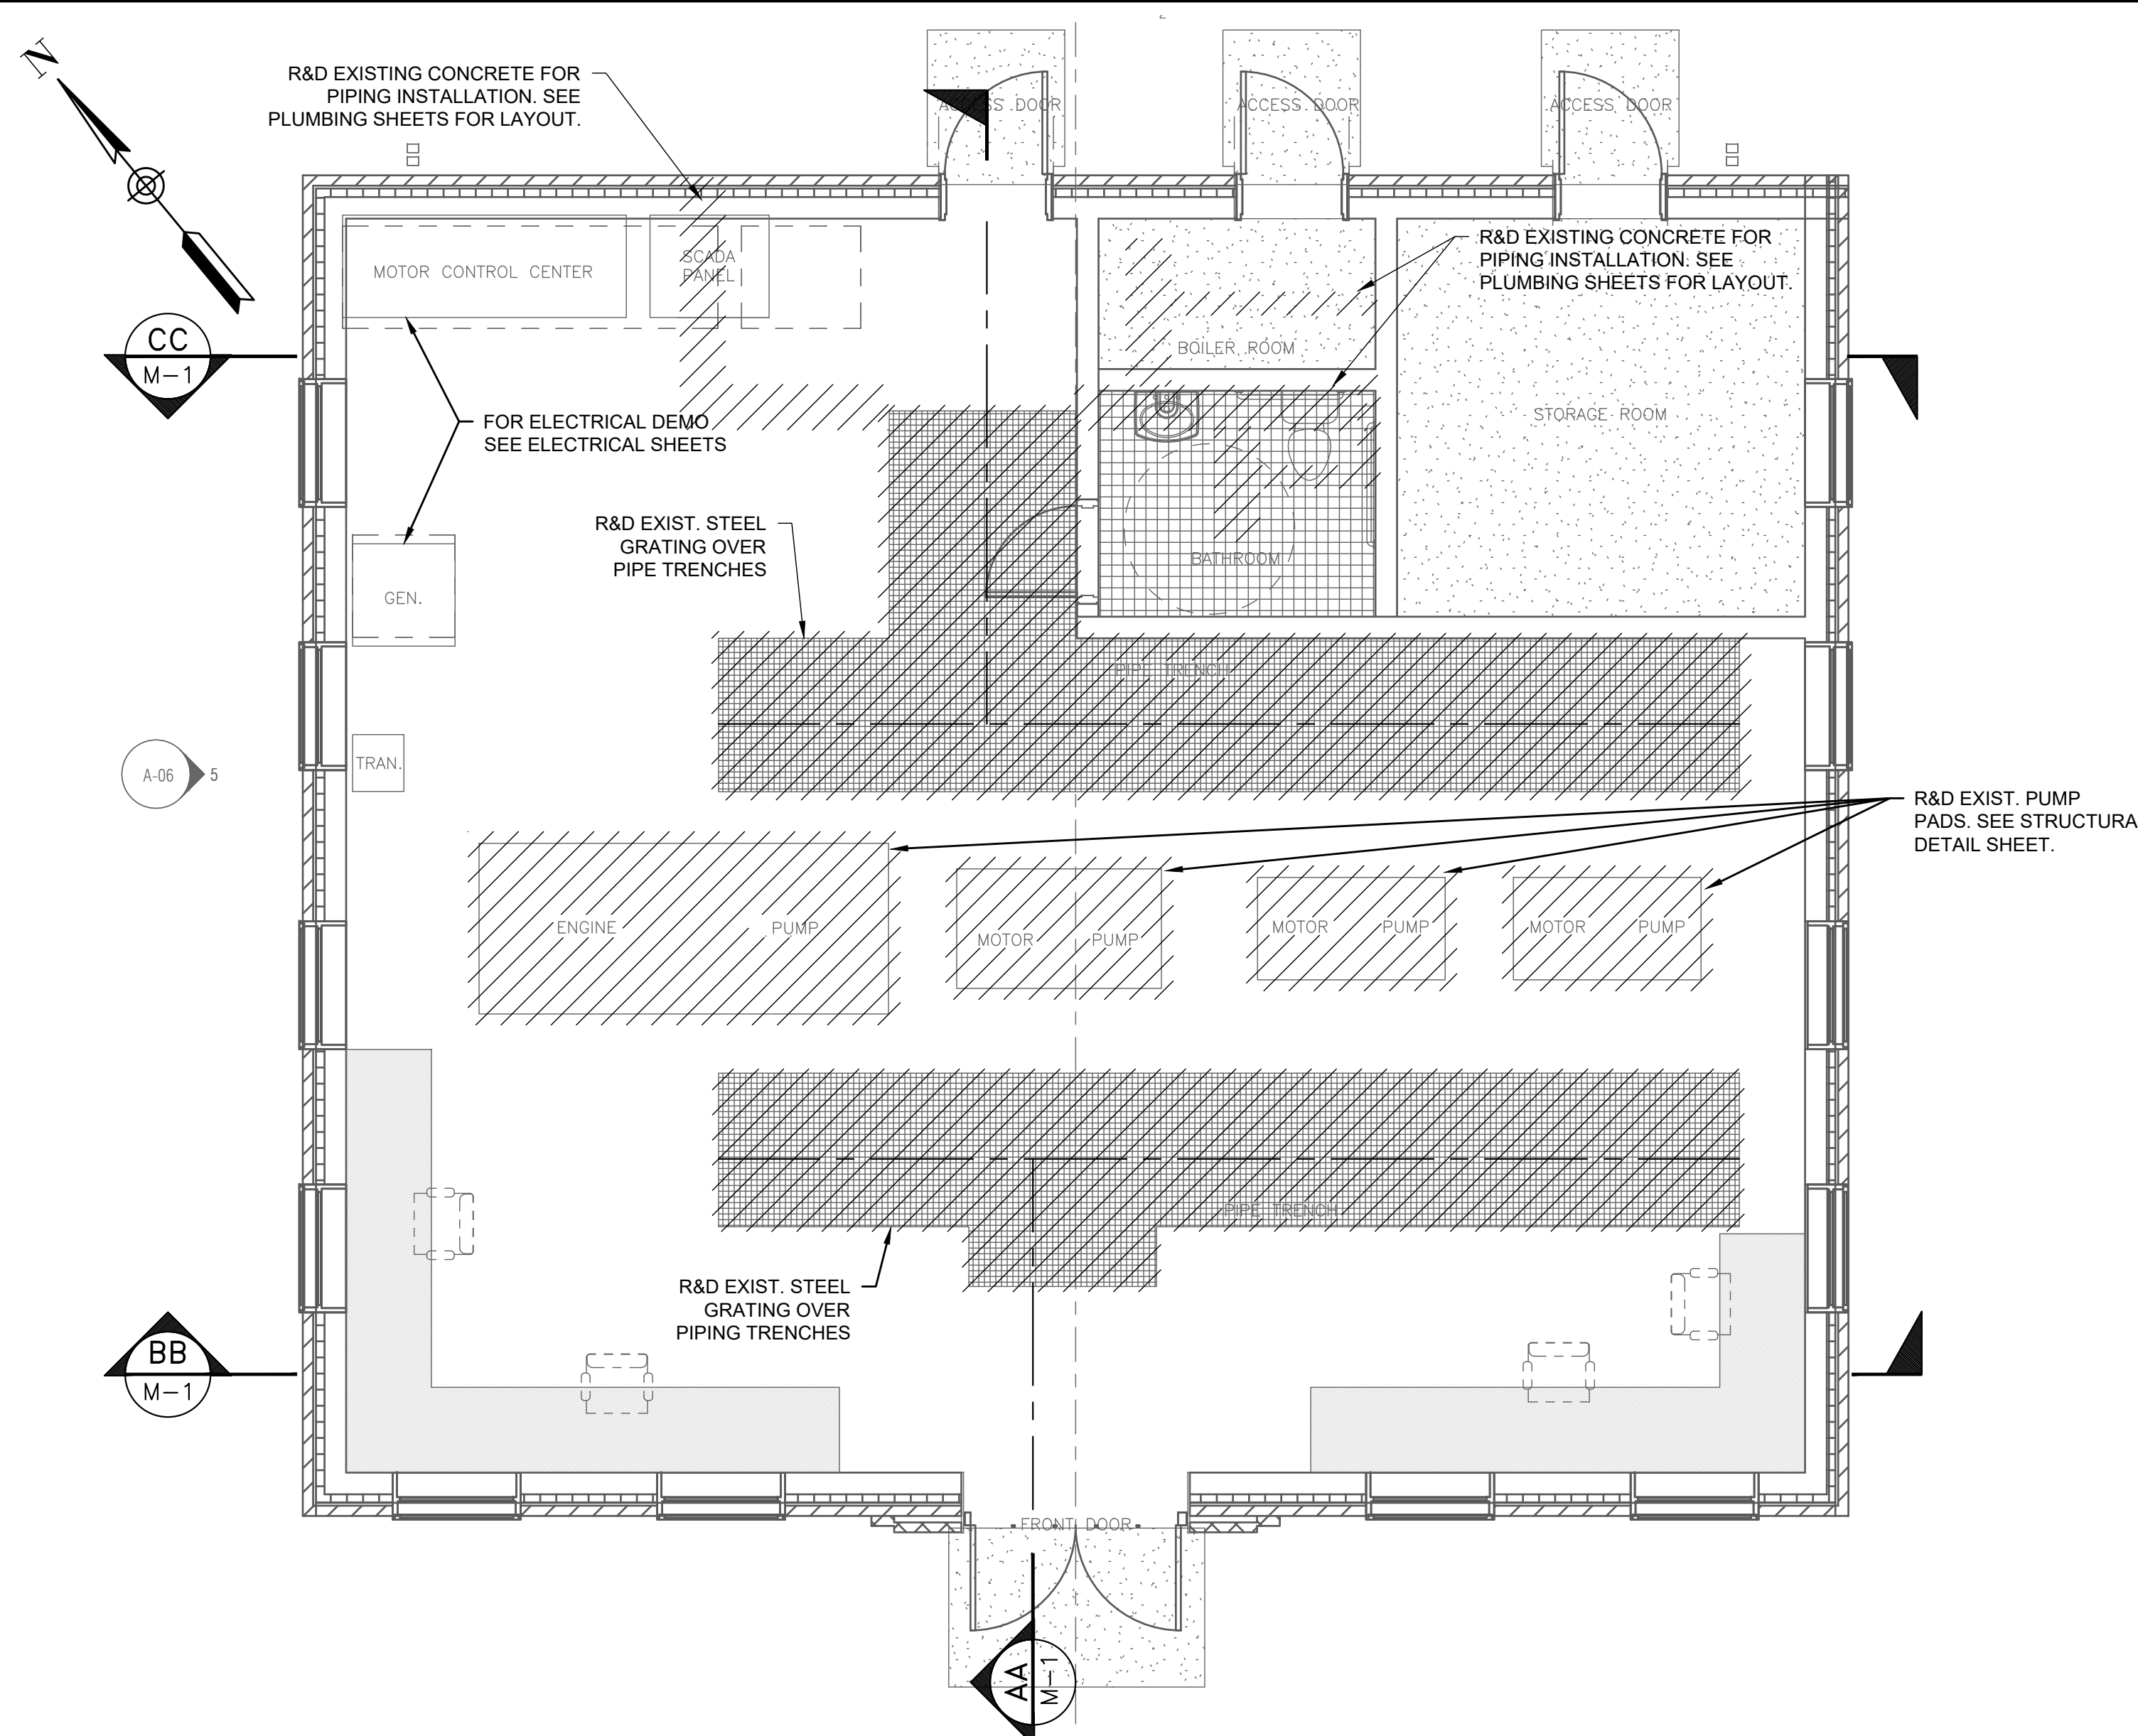 N
R&D EXISTING CONCRETE FOR
PIPING INSTALLATION. SEE
PLUMBING SHEETS FOR LAYOUT.
ACCESS DOOR
ACCESS DOOR
ACCESS DOOR
R&D EXISTING CONCRETE FOR
PIPING INSTALLATION. SEE
PLUMBING SHEETS FOR LAYOUT.
MOTOR CONTROL CENTER
SCADA
PANEL
CC
M-1
BOILER ROOM
STORAGE ROOM
FOR ELECTRICAL DEMO
SEE ELECTRICAL SHEETS
R&D EXIST. STEEL
GRATING OVER
PIPE TRENCHES
BATHROOM
GEN.
PIPE TRENCH
TRAN.
A-06
5
R&D EXIST. PUMP
PADS. SEE STRUCTURA
DETAIL SHEET.
ENGINE
PUMP
MOTOR
PUMP
MOTOR
PUMP
MOTOR
PUMP
PIPE TRENCH
R&D EXIST. STEEL
GRATING OVER
PIPING TRENCHES
BB
M-1
FRONT DOOR
AA
M-1